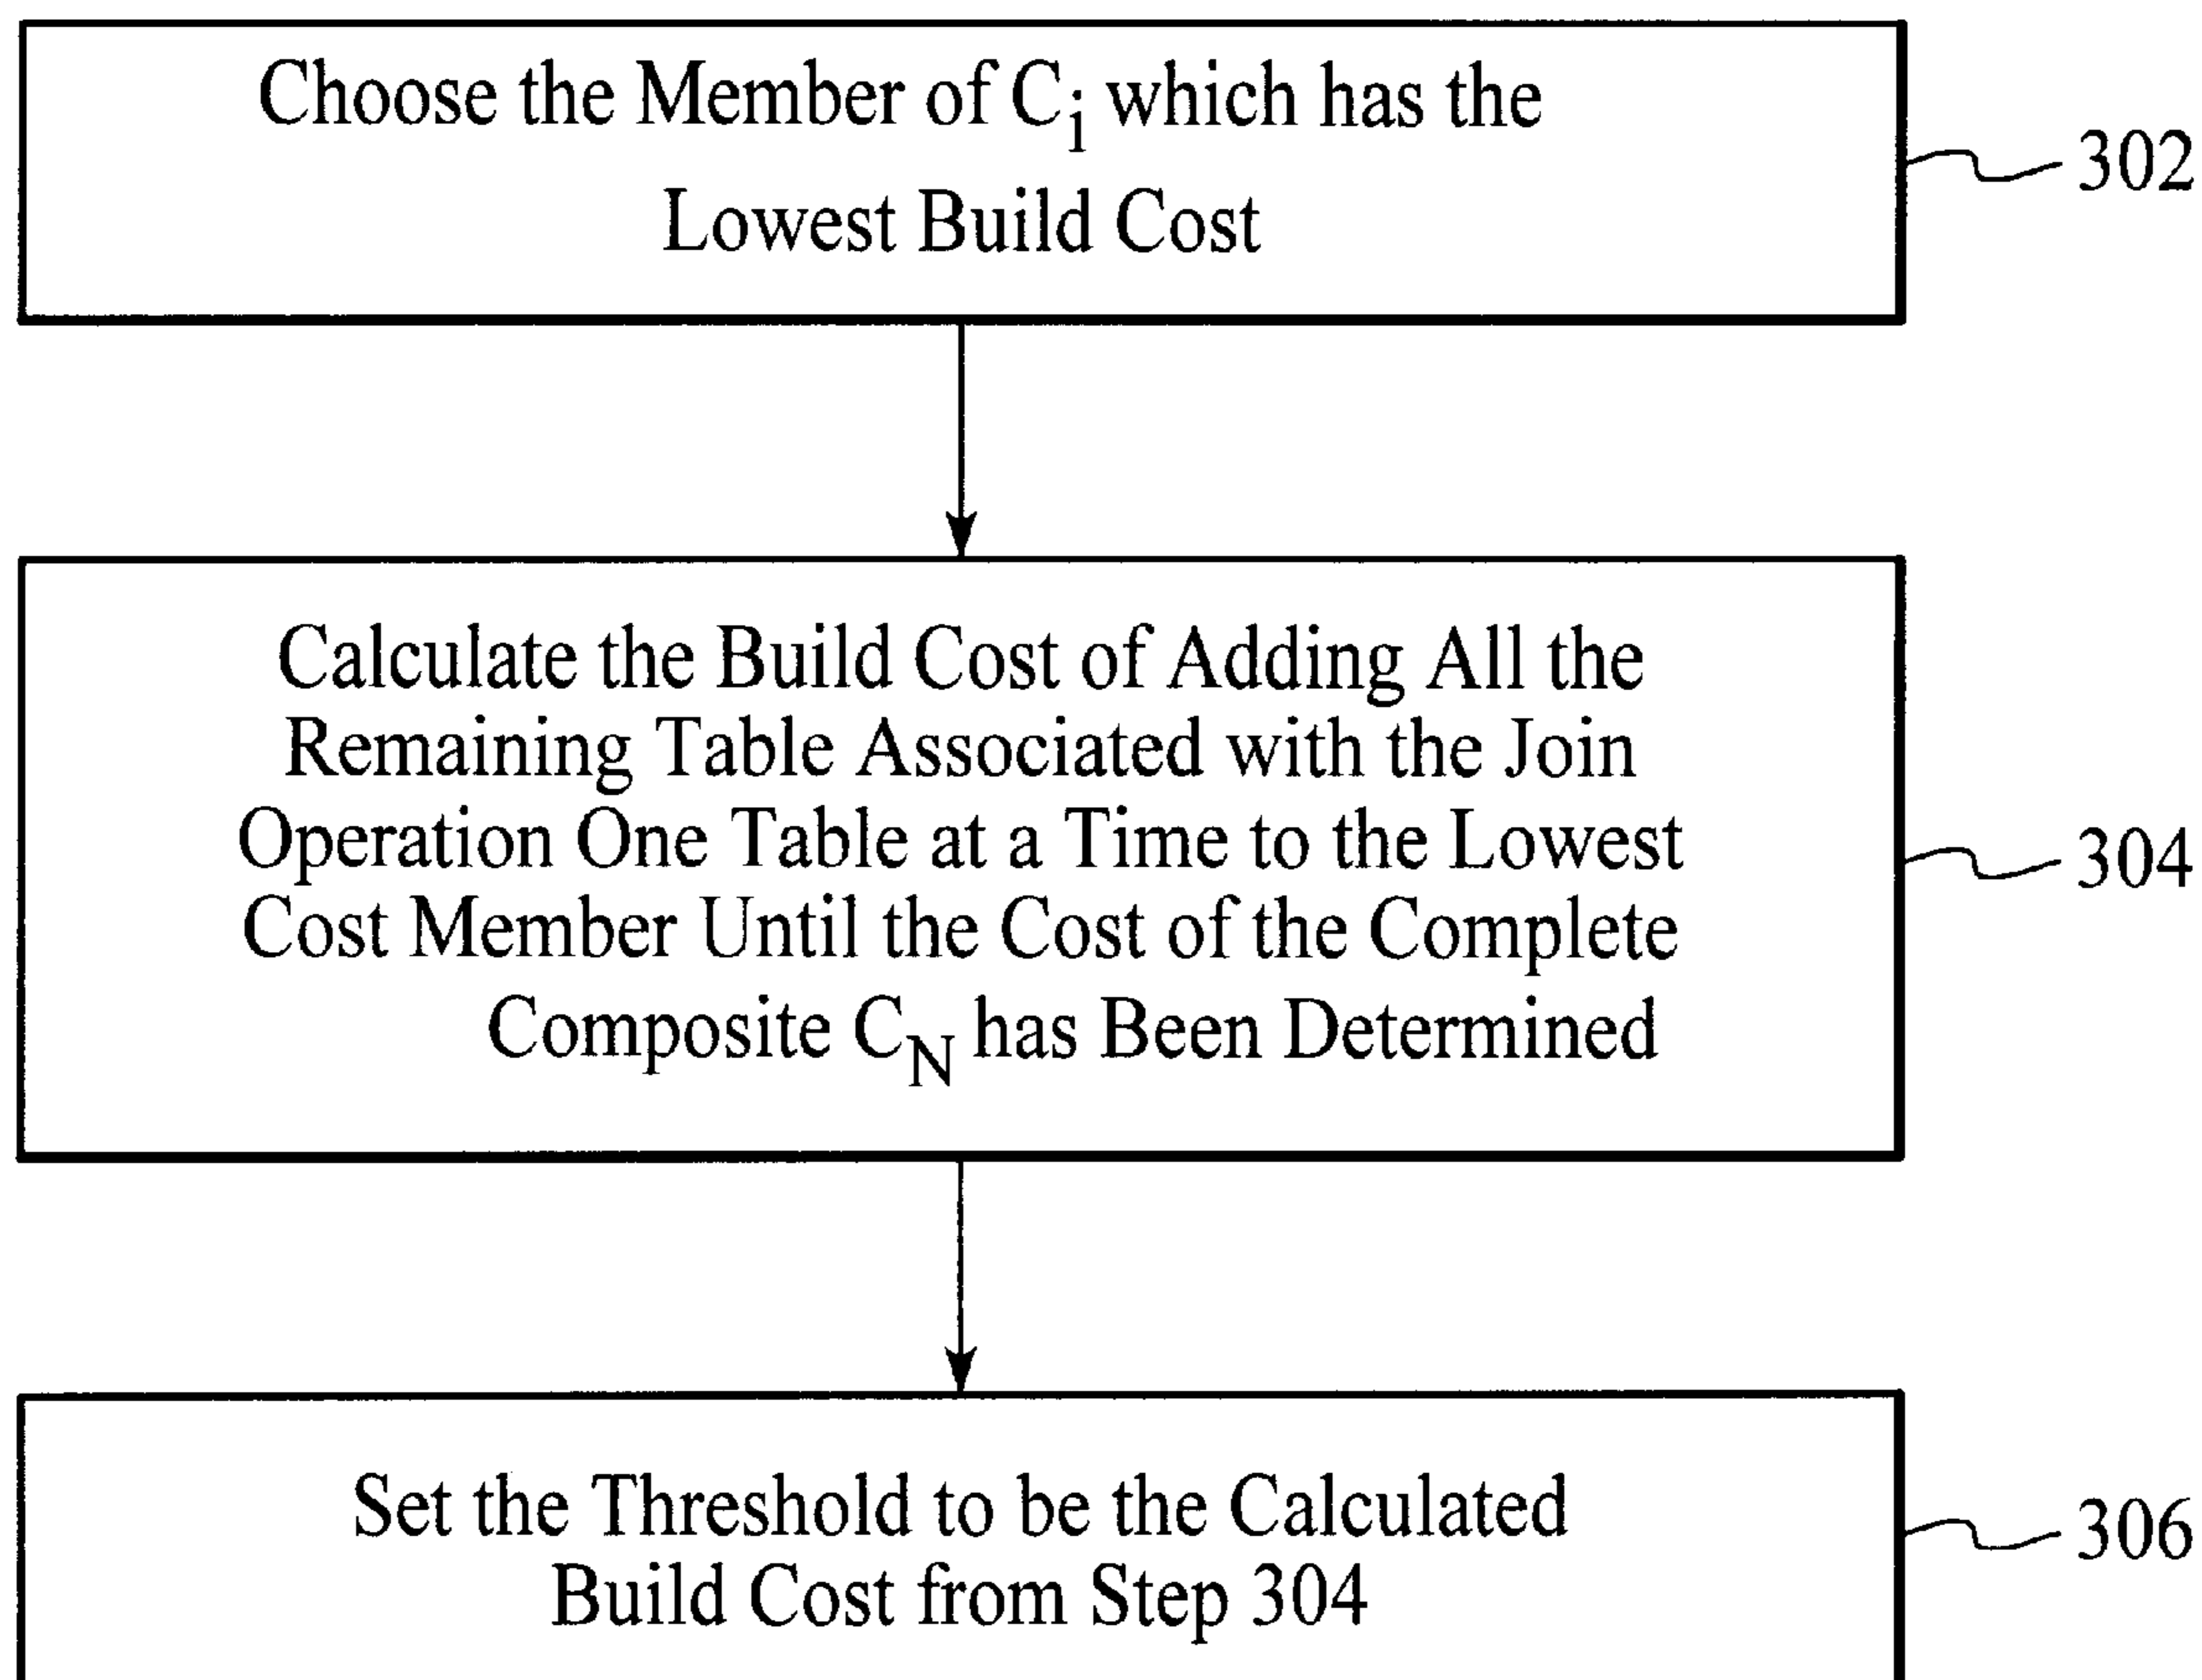 Choose the Member of Ci which has the
Lowest Build Cost
302
Calculate the Build Cost of Adding All the
Remaining Table Associated with the Join
Operation One Table at a Time to the Lowest
Cost Member Until the Cost of the Complete
Composite CN has Been Determined
304
Set the Threshold to be the Calculated
Build Cost from Step 304
306